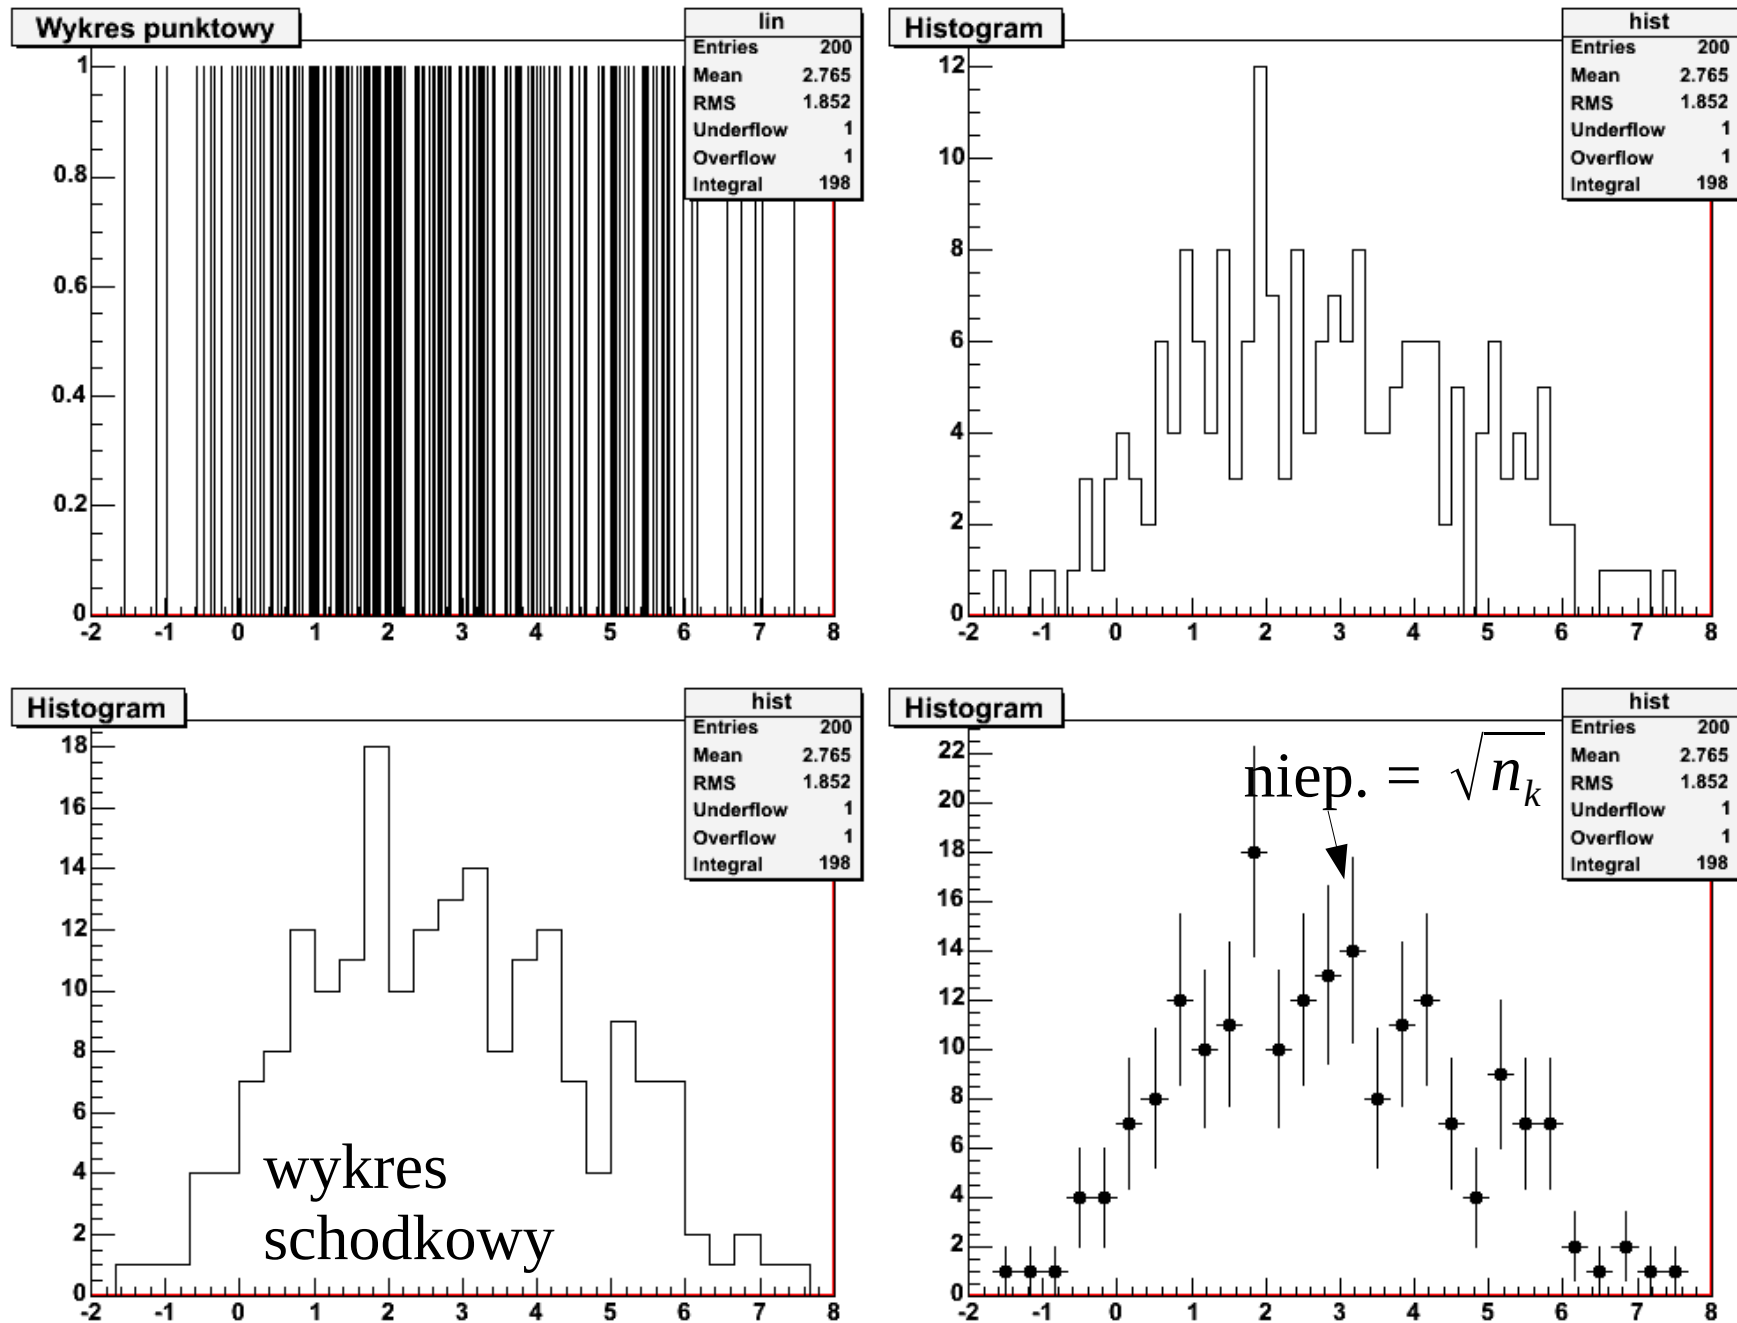 Wykres punktowy
lin
Entries 200
Mean 2.765
RMS 1.852
Underflow 1
Overflow 1
Integral 198
1
0.8
0.6
0.4
0.2
0
-2 -1 0 1 2 3 4 5 6 7 8
Histogram
hist
Entries 200
Mean 2.765
RMS 1.852
Underflow 1
Overflow 1
Integral 198
12
10
8
6
4
2
0
-2 -1 0 1 2 3 4 5 6 7 8
Histogram
hist
Entries 200
Mean 2.765
RMS 1.852
Underflow 1
Overflow 1
Integral 198
18
16
14
12
10
8
6
4
2
0
wykres
schodkowy
-2 -1 0 1 2 3 4 5 6 7 8
Histogram
hist
Entries 200
Mean 2.765
RMS 1.852
Underflow 1
Overflow 1
Integral 198
niep. = √n_k
22
20
18
16
14
12
10
8
6
4
2
0
-2 -1 0 1 2 3 4 5 6 7 8